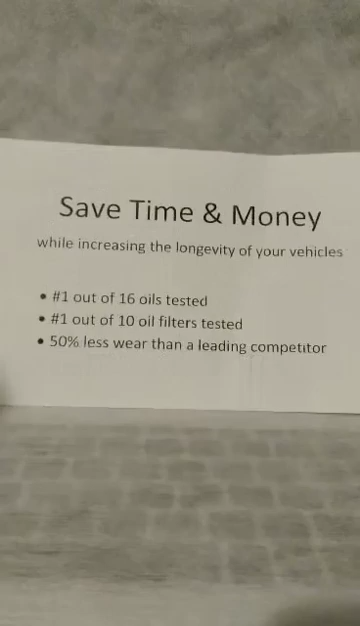 Save Time & Money
while increasing the longevity of your vehicles
• #1 out of 16 oils tested
• #1 out of 10 oil filters tested
• 50% less wear than a leading competitor